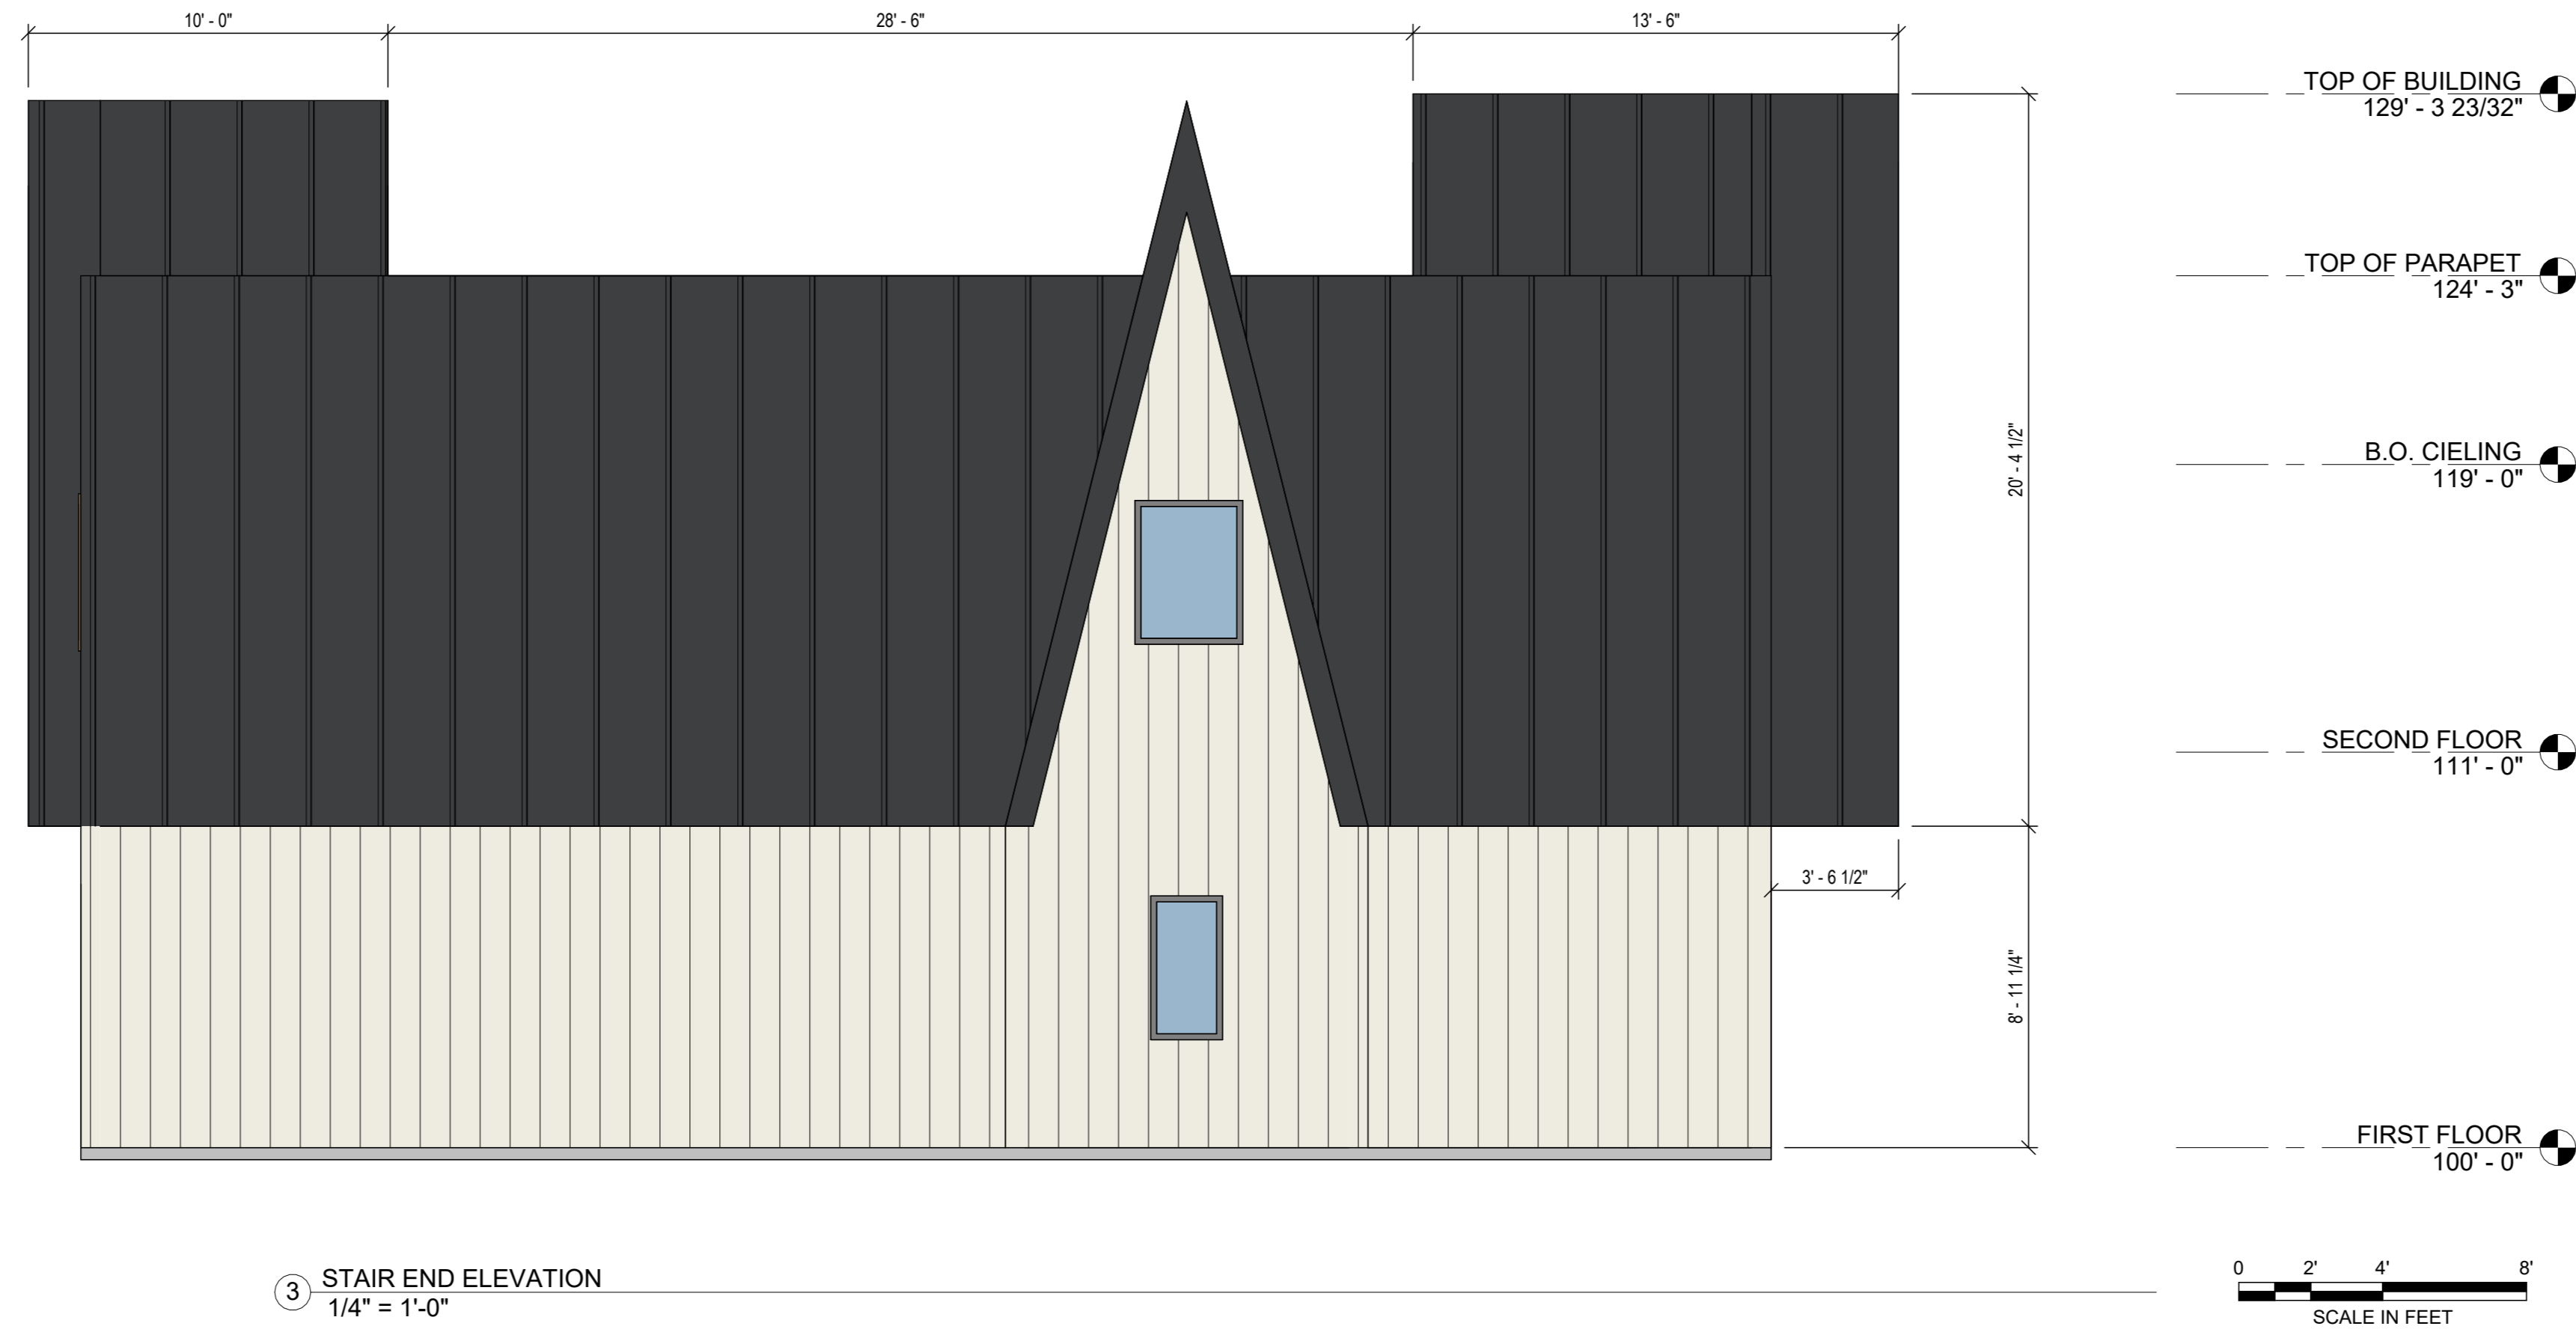 10' - 0"
28' - 6"
13' - 6"
TOP OF BUILDING
129' - 3 23/32"
TOP OF PARAPET
124' - 3"
20' - 4 1/2"
B.O. CIELING
119' - 0"
SECOND FLOOR
111' - 0"
3' - 6 1/2"
8' - 11 1/4"
FIRST FLOOR
100' - 0"
3
STAIR END ELEVATION
1/4" = 1'-0"
0 2' 4' 8'
SCALE IN FEET